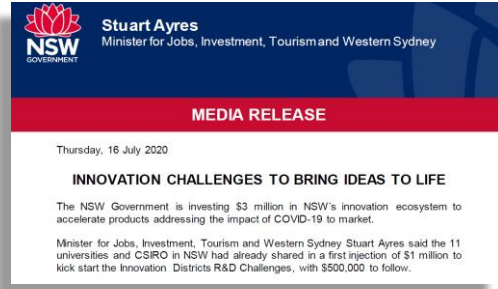 Stuart Ayres
Minister for Jobs, Investment, Tourism and Western Sydney
NSW
GOVERNMENT
MEDIA RELEASE
Thursday, 16 July 2020
INNOVATION CHALLENGES TO BRING IDEAS TO LIFE
The NSW Government is investing $3 million in NSW's innovation ecosystem to
accelerate products addressing the impact of COVID-19 to market.
Minister for Jobs, Investment, Tourism and Western Sydney Stuart Ayres said the 11
universities and CSIRO in NSW had already shared in a first injection of $1 million to
kick start the Innovation Districts R&D Challenges, with $500,000 to follow.